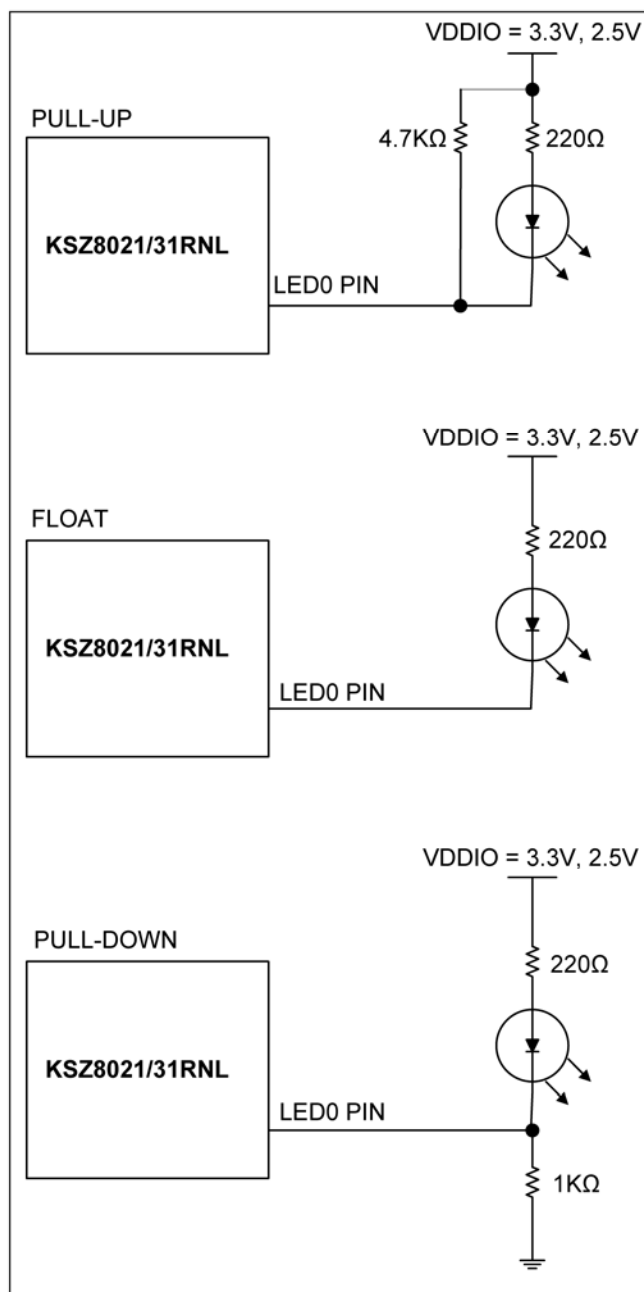 VDDIO = 3.3V, 2.5V
PULL-UP
4.7KΩ
220Ω
KSZ8021/31RNL
LED0 PIN
VDDIO = 3.3V, 2.5V
FLOAT
220Ω
KSZ8021/31RNL
LED0 PIN
VDDIO = 3.3V, 2.5V
PULL-DOWN
220Ω
KSZ8021/31RNL
LED0 PIN
1KΩ